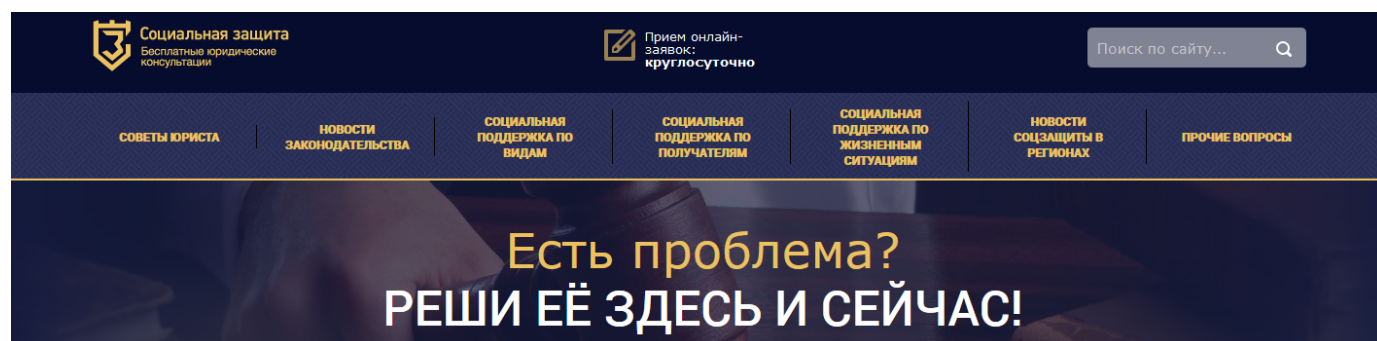 Социальная защита
Бесплатные юридические
консультации
Прием онлайн-
заявок:
круглосуточно
Поиск по сайту...
СОВЕТЫ ЮРИСТА
НОВОСТИ
ЗАКОНОДАТЕЛЬСТВА
СОЦИАЛЬНАЯ
ПОДДЕРЖКА ПО
ВИДАМ
СОЦИАЛЬНАЯ
ПОДДЕРЖКА ПО
ПОЛУЧАТЕЛЯМ
СОЦИАЛЬНАЯ
ПОДДЕРЖКА ПО
ЖИЗНЕННЫМ
СИТУАЦИЯМ
НОВОСТИ
СОЦЗАЩИТЫ В
РЕГИОНАХ
ПРОЧИЕ ВОПРОСЫ
Есть проблема?
РЕШИ ЕЁ ЗДЕСЬ И СЕЙЧАС!